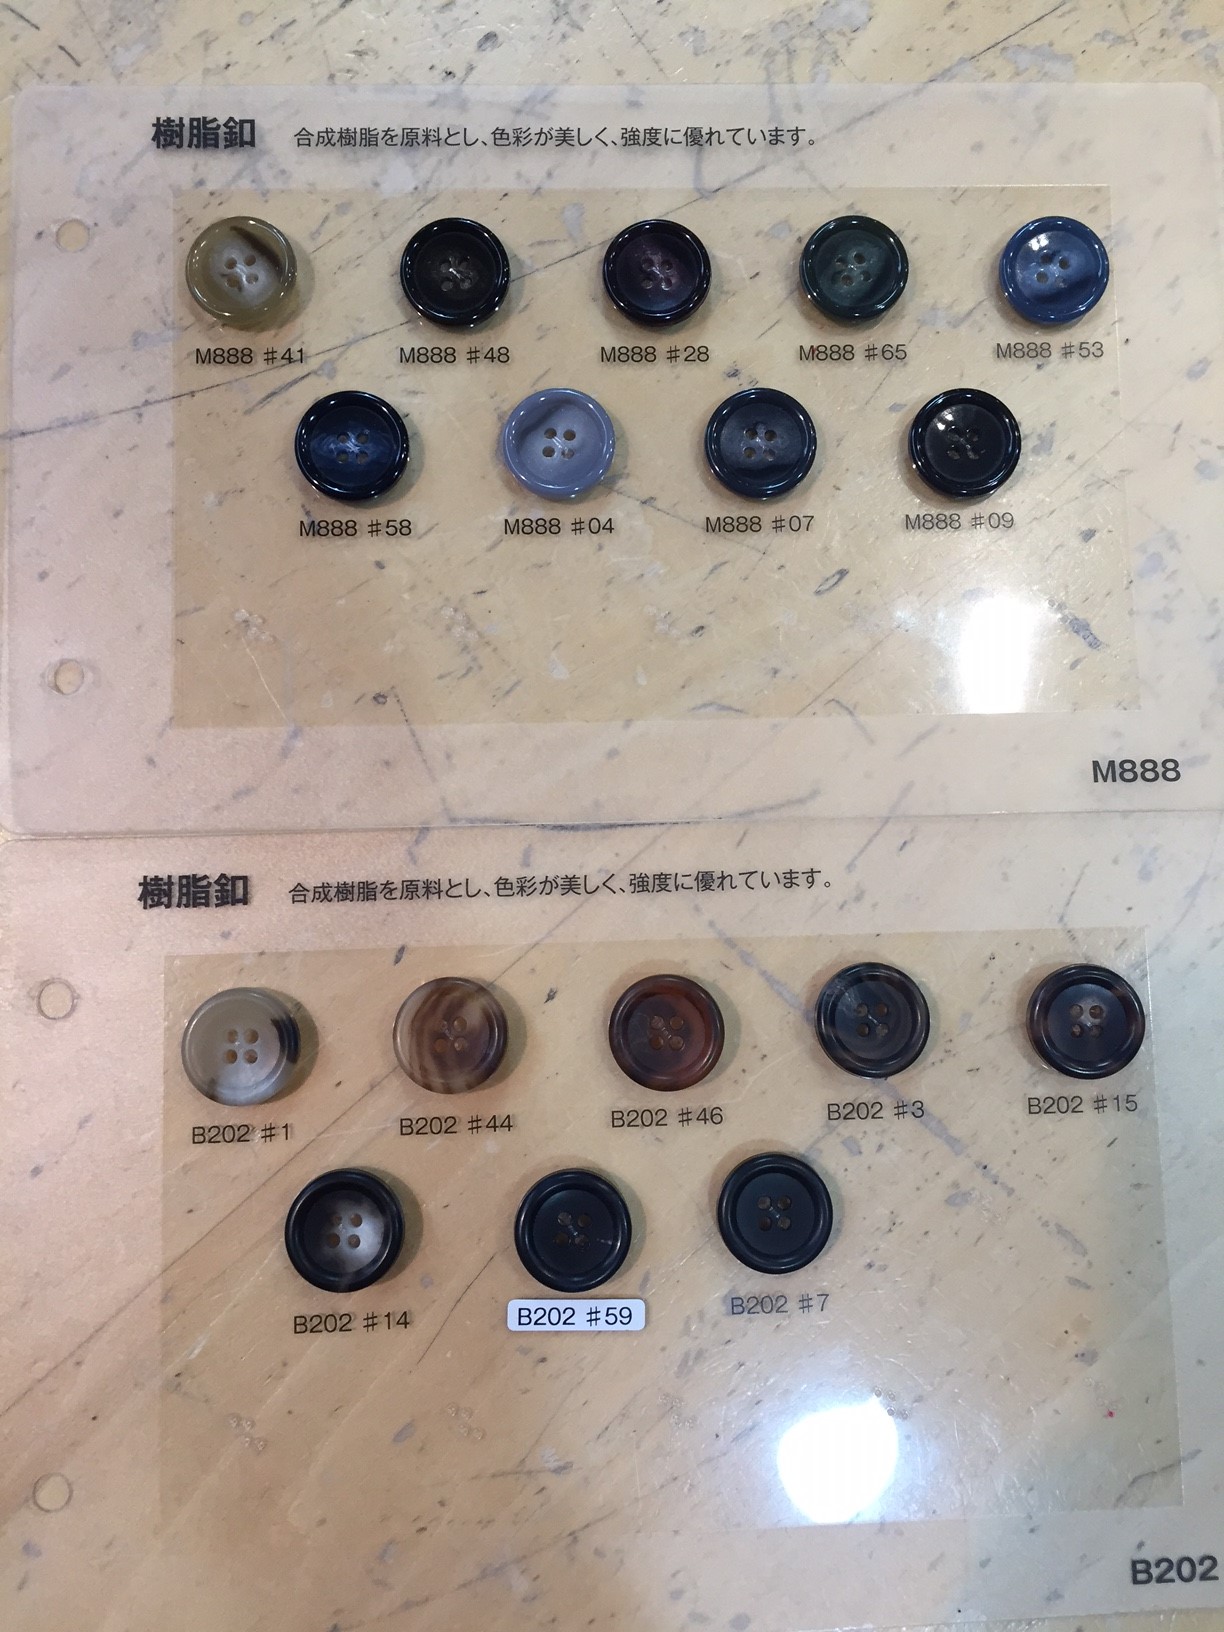 樹脂釦 合成樹脂を原料とし、色彩が美しく、強度に優れています。
M888 #41 M888 #48 M888 #28 M888 #65 M888 #53
M888 #58 M888 #04 M888 #07 M888 #09
M888
樹脂釦 合成樹脂を原料とし、色彩が美しく、強度に優れています。
B202 #1 B202 #44 B202 #46 B202 #3 B202 #15
B202 #14 B202 #59 B202 #7
B202